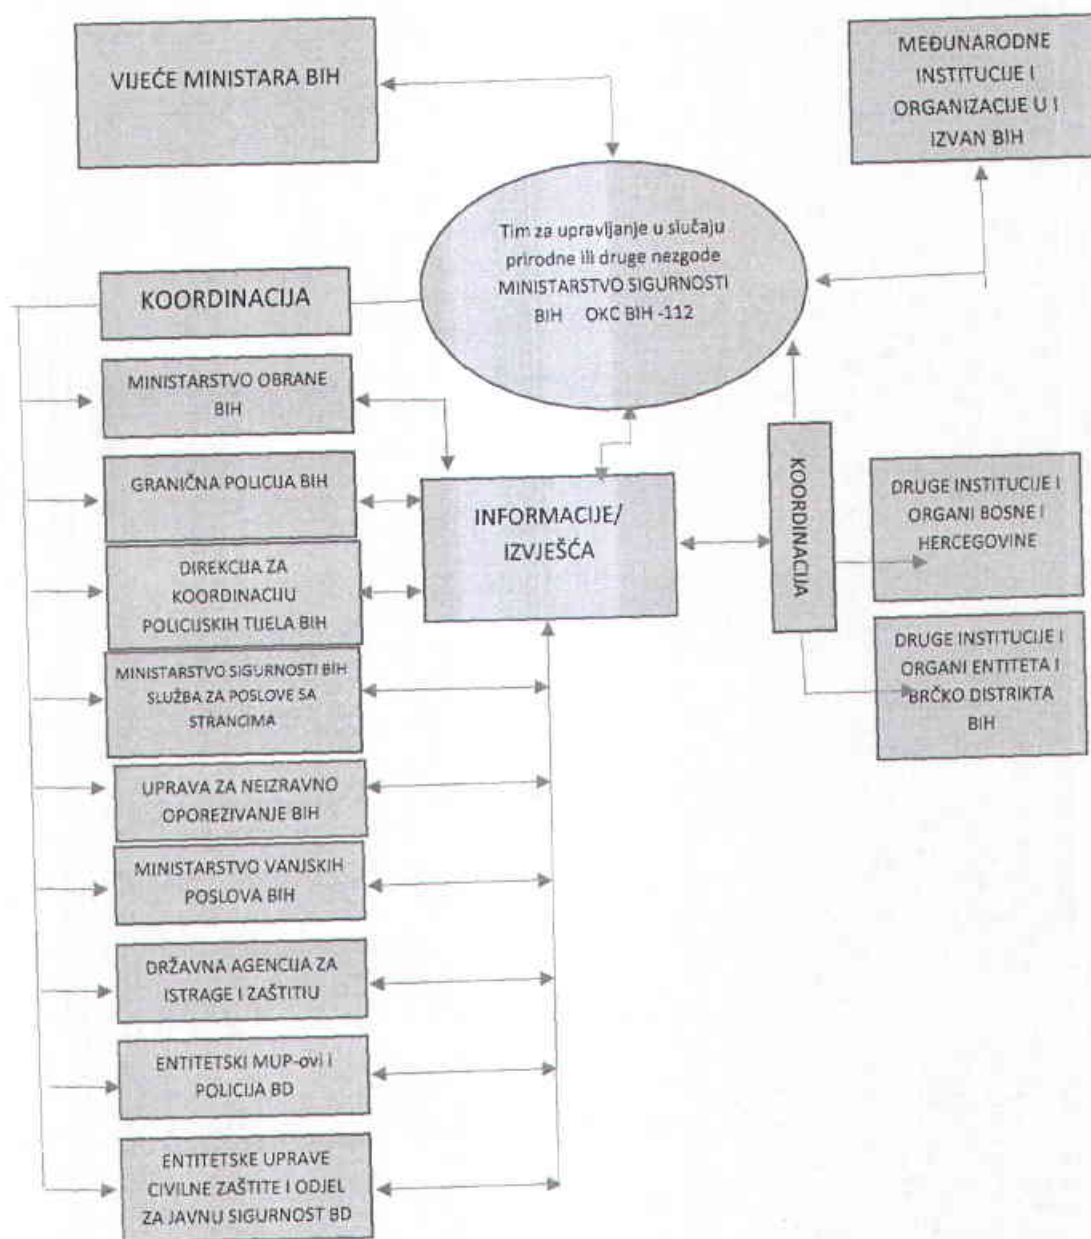 VIJEĆE MINISTARA BIH
MEĐUNARODNE
INSTITUCIJE I
ORGANIZACIJE U I
IZVAN BIH
Tim za upravljanje u slučaju
prirodne ili druge nezgode
MINISTARSTVO SIGURNOSTI
BIH OKC BIH -112
KOORDINACIJA
MINISTARSTVO OBRANE
BIH
GRANIČNA POLICIJA BIH
DIREKCIJA ZA
KOORDINACIJU
POLICIJSKIH TIJELA BIH
MINISTARSTVO SIGURNOSTI BIH
SLUŽBA ZA POSLOVE SA
STRANCIMA
UPRAVA ZA NEIZRAVNO
OPOREZIVANJE BIH
MINISTARSTVO VANJSKIH
POSLOVA BIH
DRŽAVNA AGENCIJA ZA
ISTRAGE I ZAŠTITIU
ENTITETSKI MUP-ovi I
POLICIJA BD
ENTITETSKE UPRAVE
CIVILNE ZAŠTITE I ODJEL
ZA JAVNU SIGURNOST BD
INFORMACIJE/
IZVJEŠĆA
KOORDINACIJA
DRUGE INSTITUCIJE I
ORGANI BOSNE I
HERCEGOVINE
DRUGE INSTITUCIJE I
ORGANI ENTITETA I
BRČKO DISTRIKTA
BIH